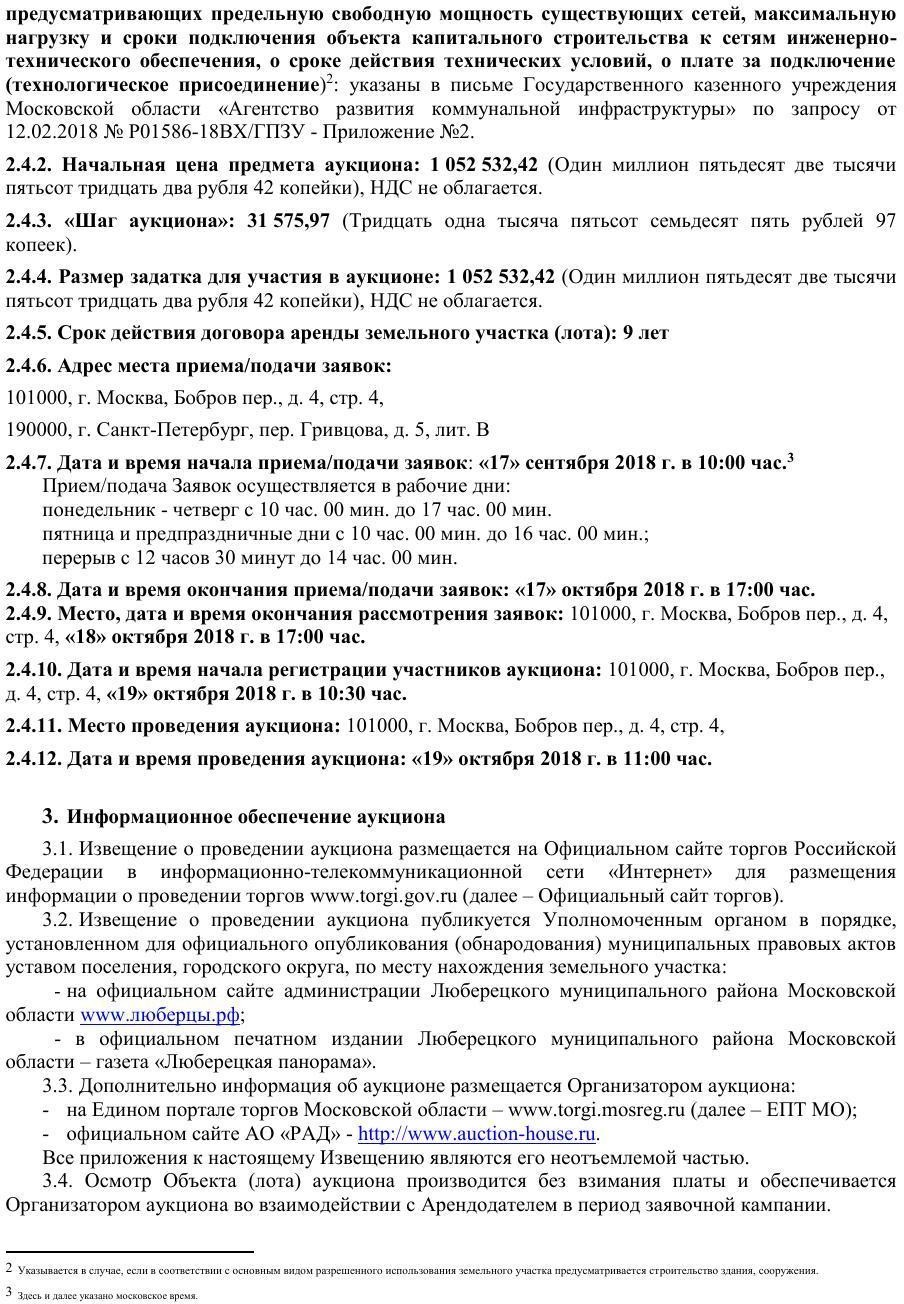 предусматривающих предельную свободную мощность существующих сетей, максимальную
нагрузку и сроки подключения объекта капитального строительства к сетям инженерно-
технического обеспечения, о сроке действия технических условий, о плате за подключение
(технологическое присоединение)2: указаны в письме Государственного казенного учреждения
Московской области «Агентство развития коммунальной инфраструктуры» по запросу от
12.02.2018 № Р01586-18ВХ/ГПЗУ - Приложение №2.
2.4.2. Начальная цена предмета аукциона: 1 052 532,42 (Один миллион пятьдесят две тысячи
пятьсот тридцать два рубля 42 копейки), НДС не облагается.
2.4.3. «Шаг аукциона»: 31 575,97 (Тридцать одна тысяча пятьсот семьдесят пять рублей 97
копеек).
2.4.4. Размер задатка для участия в аукционе: 1 052 532,42 (Один миллион пятьдесят две тысячи
пятьсот тридцать два рубля 42 копейки), НДС не облагается.
2.4.5. Срок действия договора аренды земельного участка (лота): 9 лет
2.4.6. Адрес места приема/подачи заявок:
101000, г. Москва, Бобров пер., д. 4, стр. 4,
190000, г. Санкт-Петербург, пер. Гривцова, д. 5, лит. В
2.4.7. Дата и время начала приема/подачи заявок: «17» сентября 2018 г. в 10:00 час.3
Прием/подача Заявок осуществляется в рабочие дни:
понедельник - четверг с 10 час. 00 мин. до 17 час. 00 мин.
пятница и предпраздничные дни с 10 час. 00 мин. до 16 час. 00 мин.;
перерыв с 12 часов 30 минут до 14 час. 00 мин.
2.4.8. Дата и время окончания приема/подачи заявок: «17» октября 2018 г. в 17:00 час.
2.4.9. Место, дата и время окончания рассмотрения заявок: 101000, г. Москва, Бобров пер., д. 4,
стр. 4, «18» октября 2018 г. в 17:00 час.
2.4.10. Дата и время начала регистрации участников аукциона: 101000, г. Москва, Бобров пер.,
д. 4, стр. 4, «19» октября 2018 г. в 10:30 час.
2.4.11. Место проведения аукциона: 101000, г. Москва, Бобров пер., д. 4, стр. 4,
2.4.12. Дата и время проведения аукциона: «19» октября 2018 г. в 11:00 час.
3. Информационное обеспечение аукциона
3.1. Извещение о проведении аукциона размещается на Официальном сайте торгов Российской
Федерации в информационно-телекоммуникационной сети «Интернет» для размещения
информации о проведении торгов www.torgi.gov.ru (далее – Официальный сайт торгов).
3.2. Извещение о проведении аукциона публикуется Уполномоченным органом в порядке,
установленном для официального опубликования (обнародования) муниципальных правовых актов
уставом поселения, городского округа, по месту нахождения земельного участка:
- на официальном сайте администрации Люберецкого муниципального района Московской
области www.люберцы.рф;
- в официальном печатном издании Люберецкого муниципального района Московской
области – газета «Люберецкая панорама».
3.3. Дополнительно информация об аукционе размещается Организатором аукциона:
- на Едином портале торгов Московской области – www.torgi.mosreg.ru (далее – ЕПТ МО);
- официальном сайте АО «РАД» - http://www.auction-house.ru.
Все приложения к настоящему Извещению являются его неотъемлемой частью.
3.4. Осмотр Объекта (лота) аукциона производится без взимания платы и обеспечивается
Организатором аукциона во взаимодействии с Арендодателем в период заявочной кампании.
2 Указывается в случае, если в соответствии с основным видом разрешенного использования земельного участка предусматривается строительство здания, сооружения.
3 Здесь и далее указано московское время.